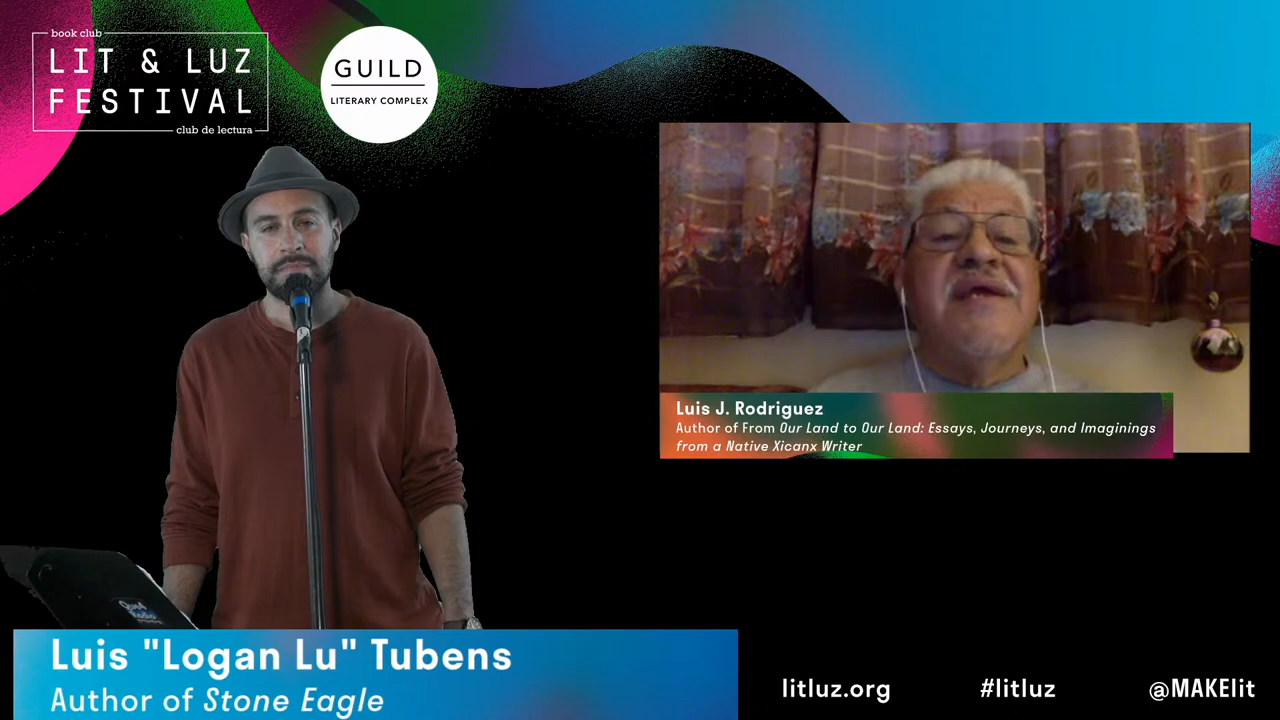 book club
LIT & LUZ
FESTIVAL
club de lectura
GUILD
LITERARY COMPLEX
Luis J. Rodriguez
Author of From Our Land to Our Land: Essays, Journeys, and Imaginings
from a Native Xicanx Writer
Luis "Logan Lu" Tubens
Author of Stone Eagle
litluz.org
#litluz
@MAKElit